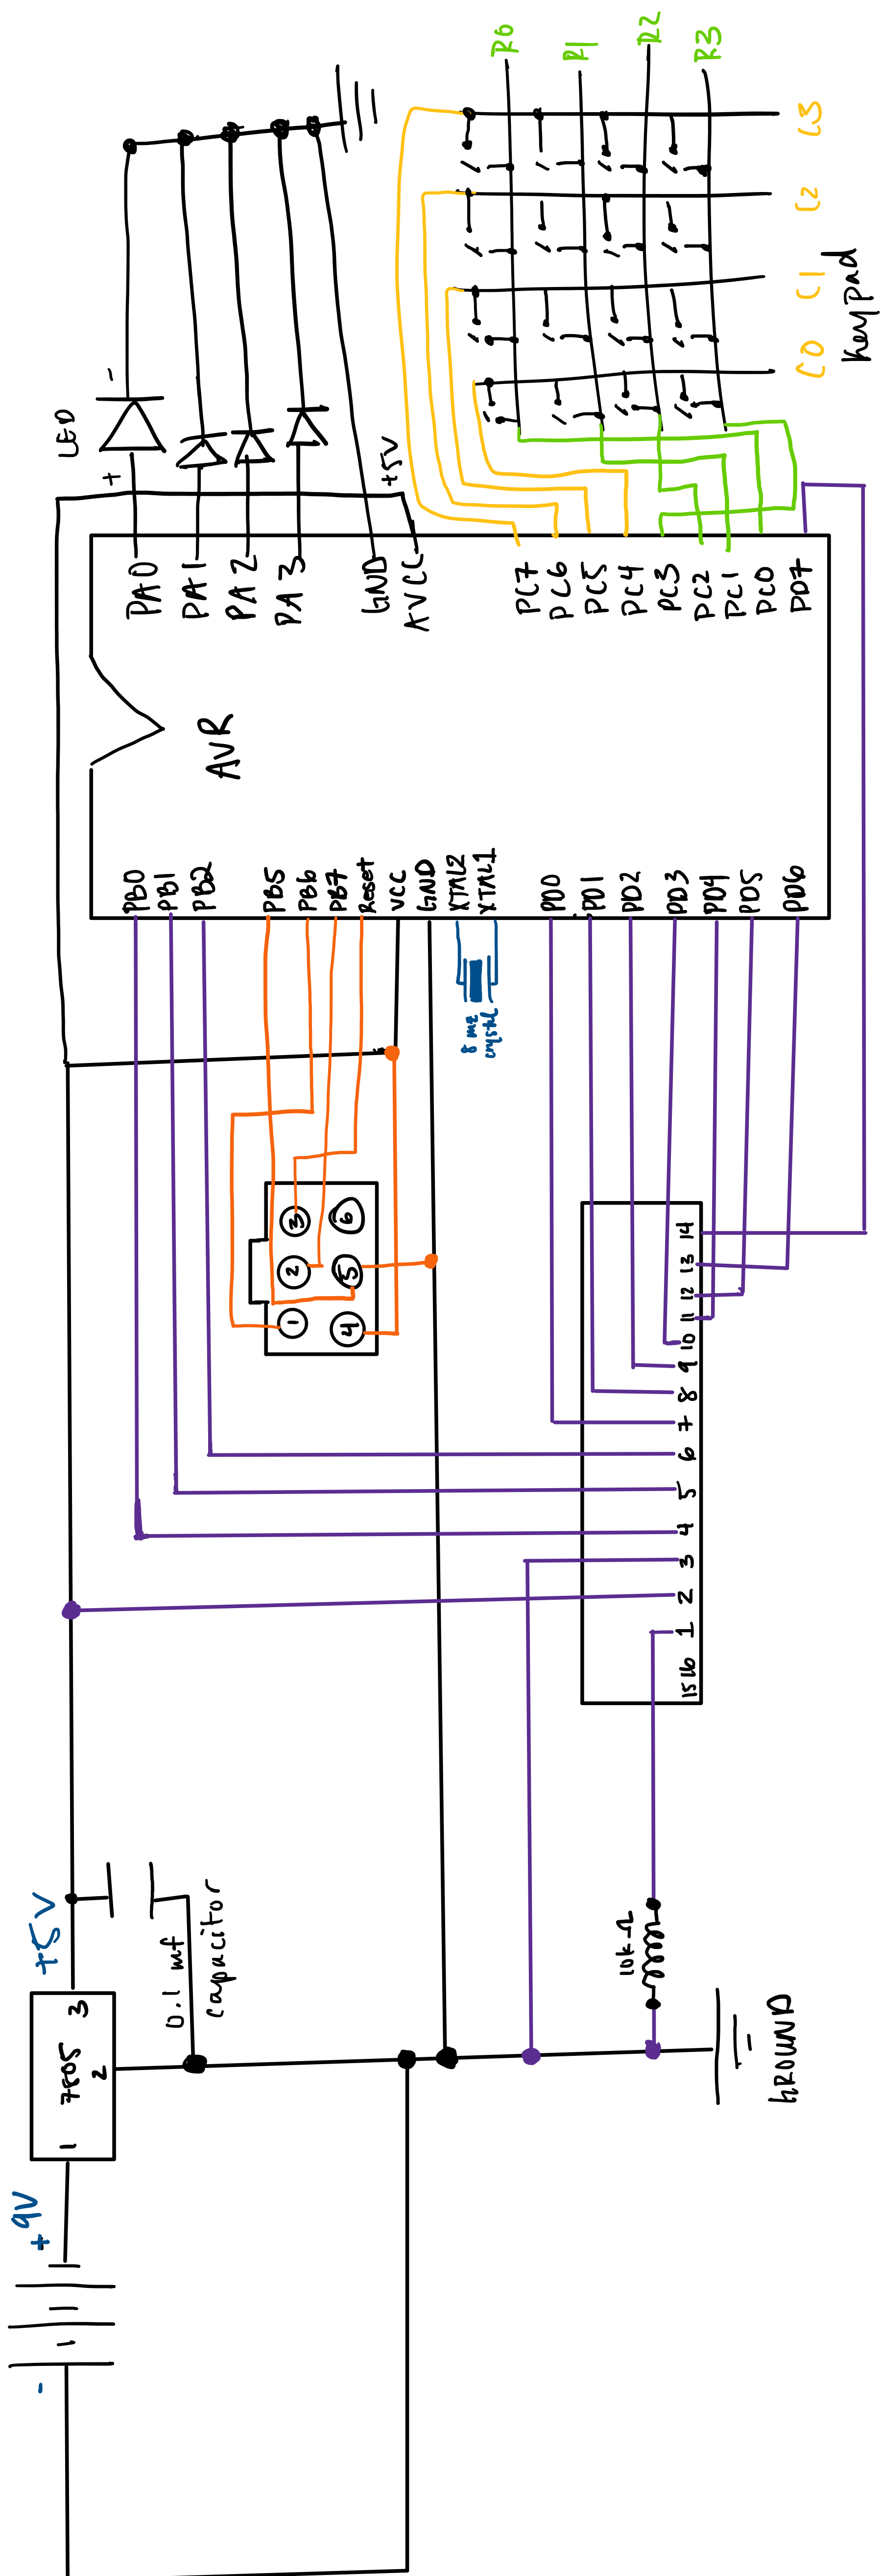 R0
R1
R2
R3
C3
C2
C1
C0
Keypad
LED
+
-
+5V
PA0
PA1
PA2
PA3
GND
AVCC
PC7
PC6
PC5
PC4
PC3
PC2
PC1
PC0
PD7
AVR
PB0
PB1
PB2
PB5
PB6
PB7
Reset
VCC
GND
XTAL2
XTAL1
PD0
PD1
PD2
PD3
PD4
PD5
PD6
8 mz
crystal
3
6
2
5
1
4
14
13
12
11
10
9
8
7
6
5
4
3
2
1
16
15
+5V
0.1 mf
capacitor
10k Ω
7805
1
2
3
GROUND
+9V
-